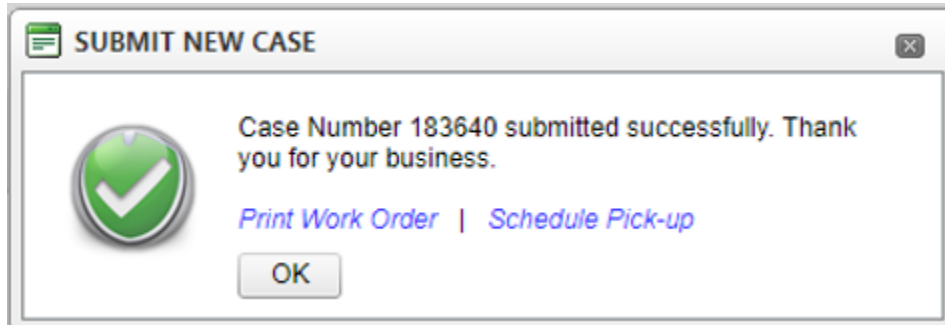 SUBMIT NEW CASE
Case Number 183640 submitted successfully. Thank
you for your business.
Print Work Order | Schedule Pick-up
OK